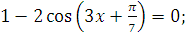 1 − 2 cos (3x + π/7) = 0;